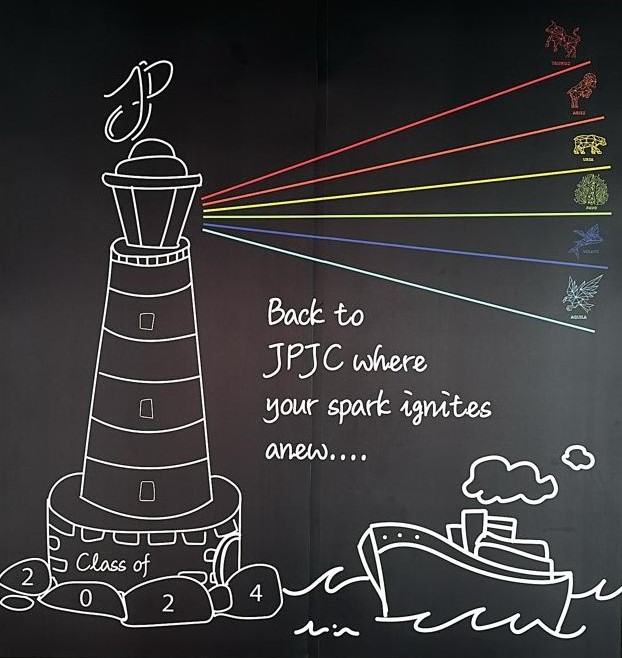 JP
TAURUS
ARIES
URSA
PAVO
VOLANS
AQUILA
Back to
JPJC where
your spark ignites
anew....
Class of
2 0 2 4